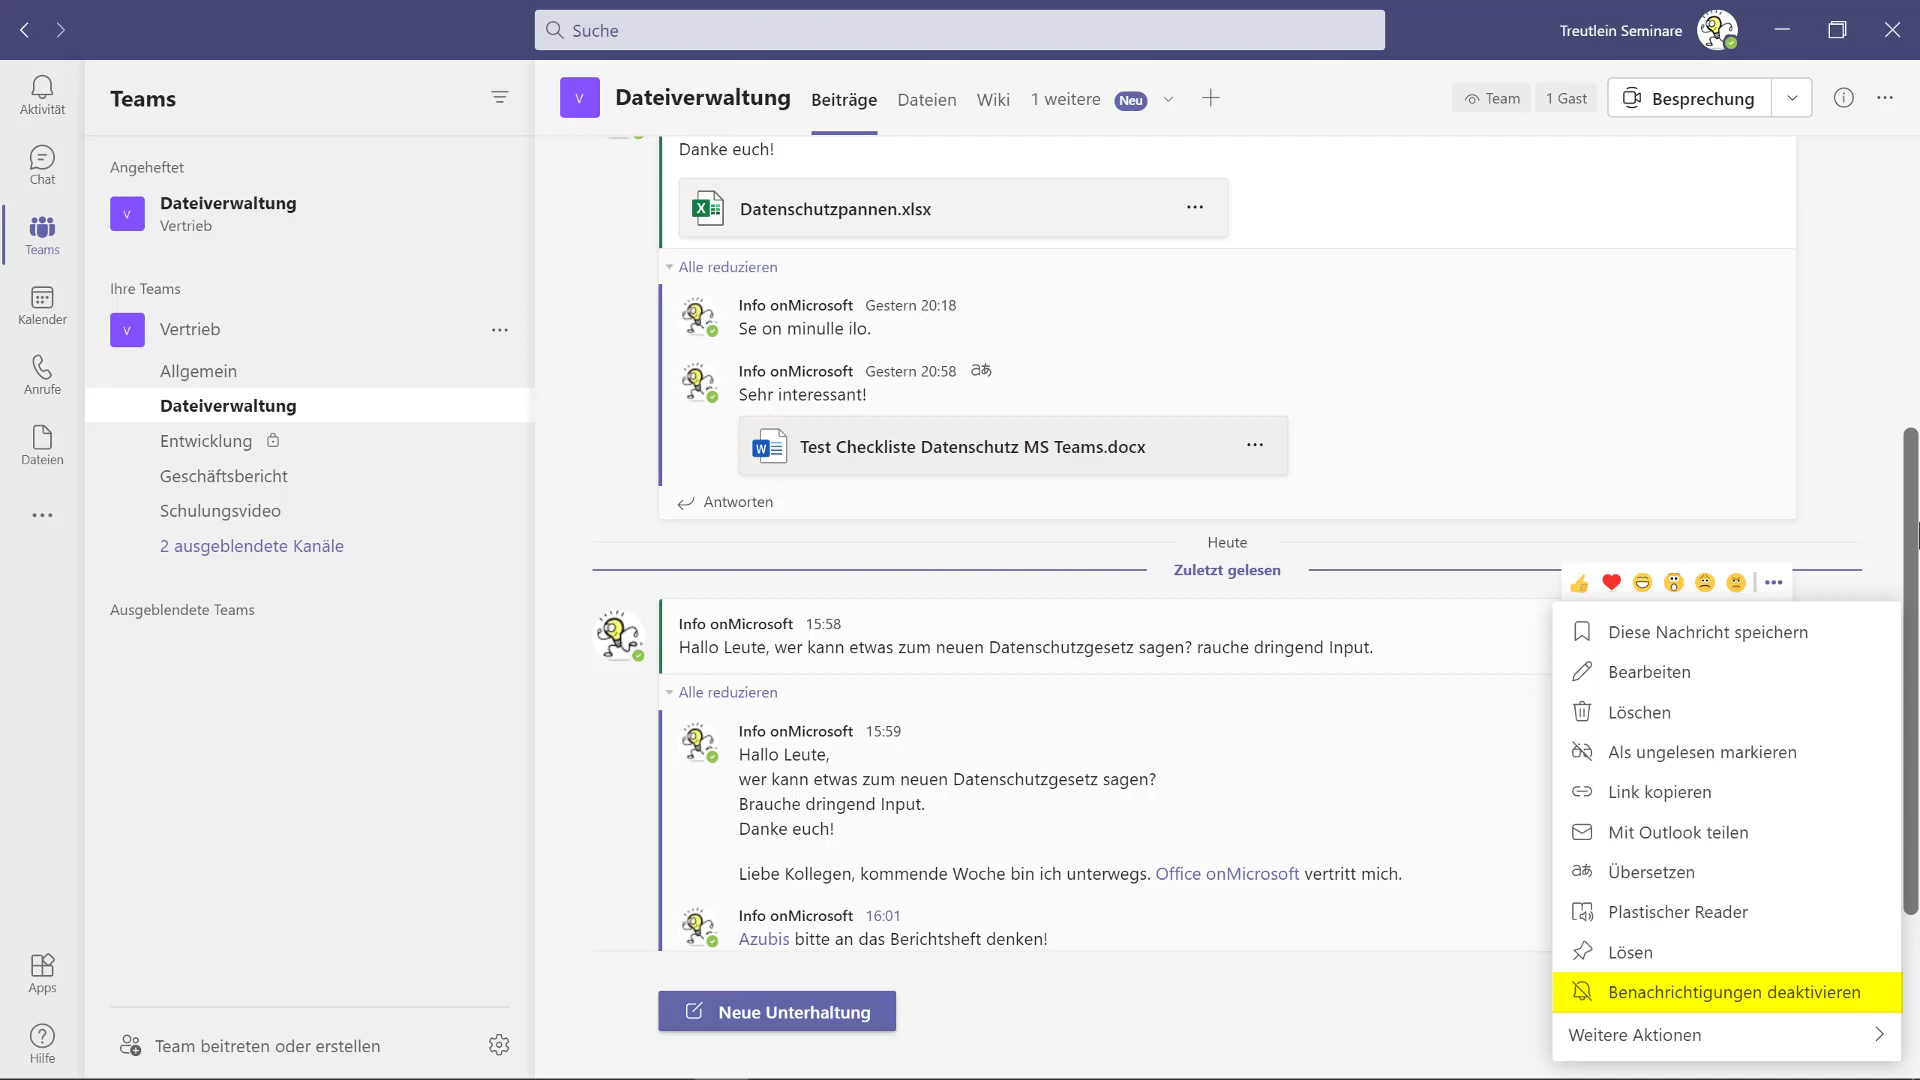 Suche
Treutlein Seminare
Aktivität
Chat
Teams
Kalender
Anrufe
Dateien
Apps
Hilfe
Teams
Angeheftet
V
Dateiverwaltung
Vertrieb
Ihre Teams
V
Vertrieb
Allgemein
Dateiverwaltung
Entwicklung
Geschäftsbericht
Schulungsvideo
2 ausgeblendete Kanäle
Ausgeblendete Teams
Team beitreten oder erstellen
V
Dateiverwaltung
Beiträge
Dateien
Wiki
1 weitere
Neu
Team
1 Gast
Besprechung
Danke euch!
Datenschutzpannen.xlsx
Alle reduzieren
Info onMicrosoft Gestern 20:18
Se on minulle ilo.
Info onMicrosoft Gestern 20:58
Sehr interessant!
Test Checkliste Datenschutz MS Teams.docx
Antworten
Heute
Zuletzt gelesen
Info onMicrosoft 15:58
Hallo Leute, wer kann etwas zum neuen Datenschutzgesetz sagen? rauche dringend Input.
Alle reduzieren
Info onMicrosoft 15:59
Hallo Leute,
wer kann etwas zum neuen Datenschutzgesetz sagen?
Brauche dringend Input.
Danke euch!
Liebe Kollegen, kommende Woche bin ich unterwegs. Office onMicrosoft vertritt mich.
Info onMicrosoft 16:01
Azubis bitte an das Berichtsheft denken!
Neue Unterhaltung
Diese Nachricht speichern
Bearbeiten
Löschen
Als ungelesen markieren
Link kopieren
Mit Outlook teilen
Übersetzen
Plastischer Reader
Lösen
Benachrichtigungen deaktivieren
Weitere Aktionen